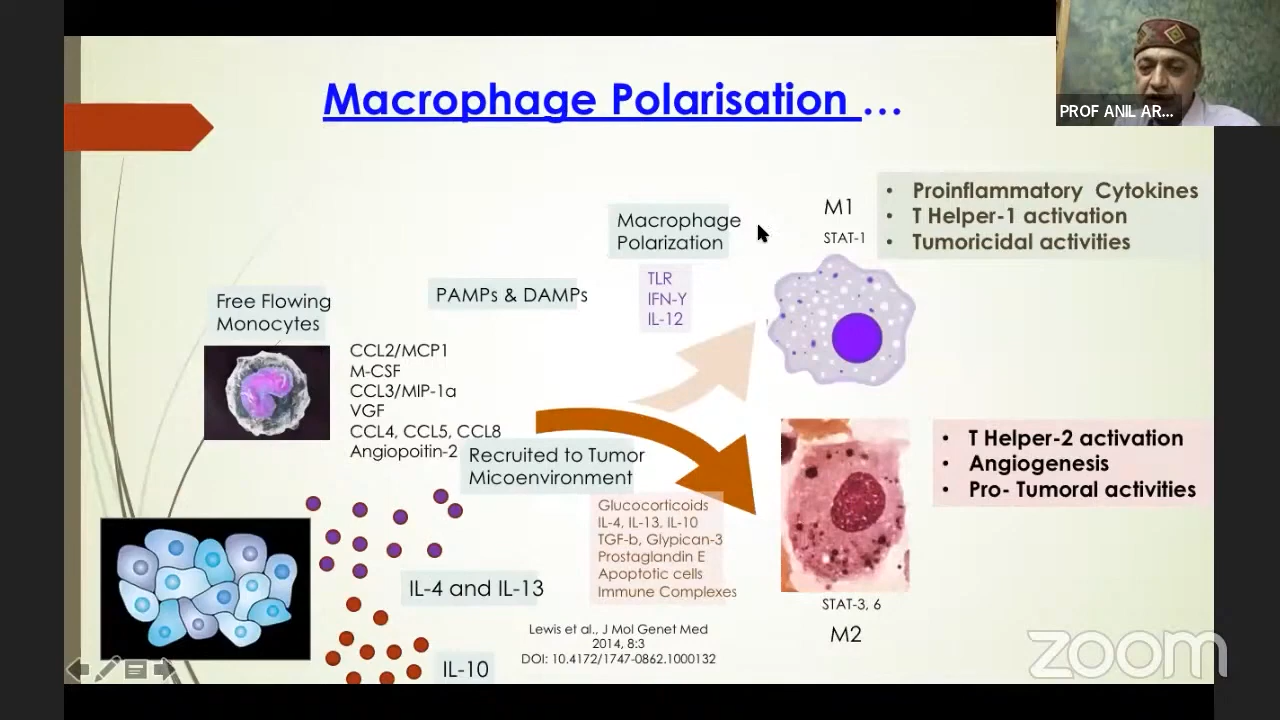 Macrophage Polarisation …
PROF ANIL AR...
Macrophage
Polarization
M1
STAT-1
• Proinflammatory Cytokines
• T Helper-1 activation
• Tumoricidal activities
TLR
IFN-Y
IL-12
PAMPs & DAMPs
Free Flowing
Monocytes
CCL2/MCP1
M-CSF
CCL3/MIP-1a
VGF
CCL4, CCL5, CCL8
Angiopoitin-2
Recruited to Tumor
Micoenvironment
• T Helper-2 activation
• Angiogenesis
• Pro- Tumoral activities
Glucocorticoids
IL-4, IL-13, IL-10
TGF-b, Glypican-3
Prostaglandin E
Apoptotic cells
Immune Complexes
IL-4 and IL-13
STAT-3, 6
M2
Lewis et al., J Mol Genet Med
2014, 8:3
DOI: 10.4172/1747-0862.1000132
IL-10
zoom